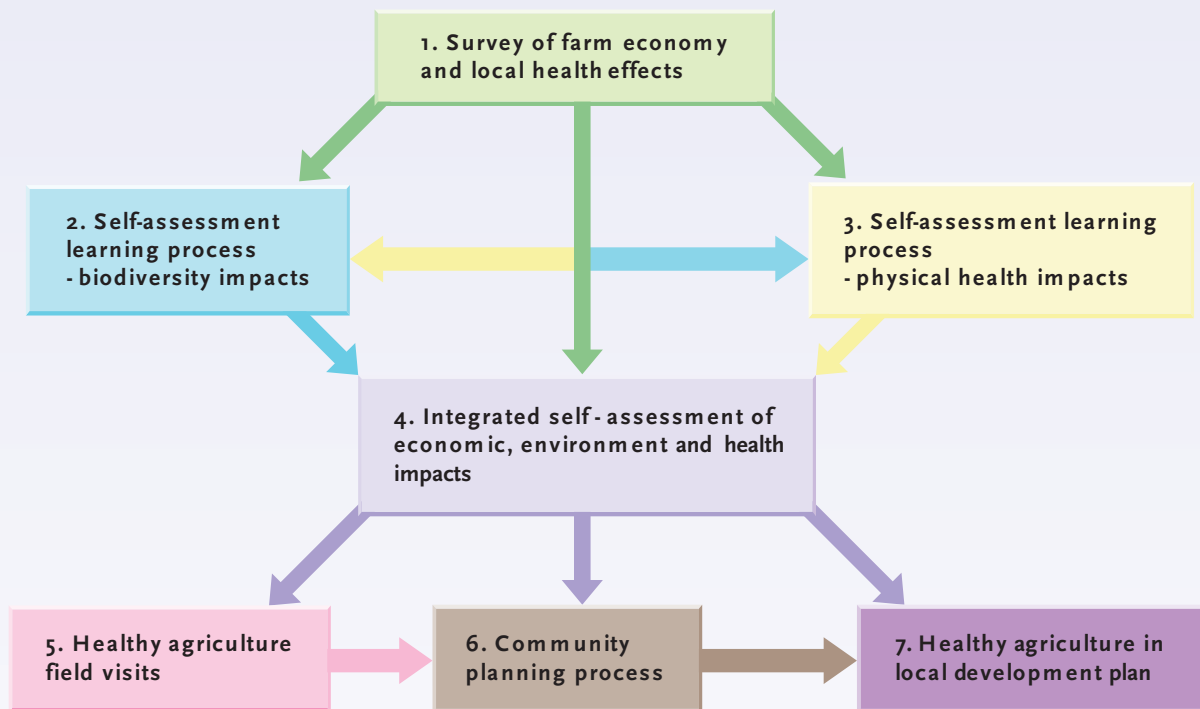 1. Survey of farm economy
and local health effects
2. Self-assessment
learning process
- biodiversity impacts
3. Self-assessment learning
process
- physical health impacts
4. Integrated self - assessment of
economic, environment and health
impacts
5. Healthy agriculture
field visits
6. Community
planning process
7. Healthy agriculture in
local development plan